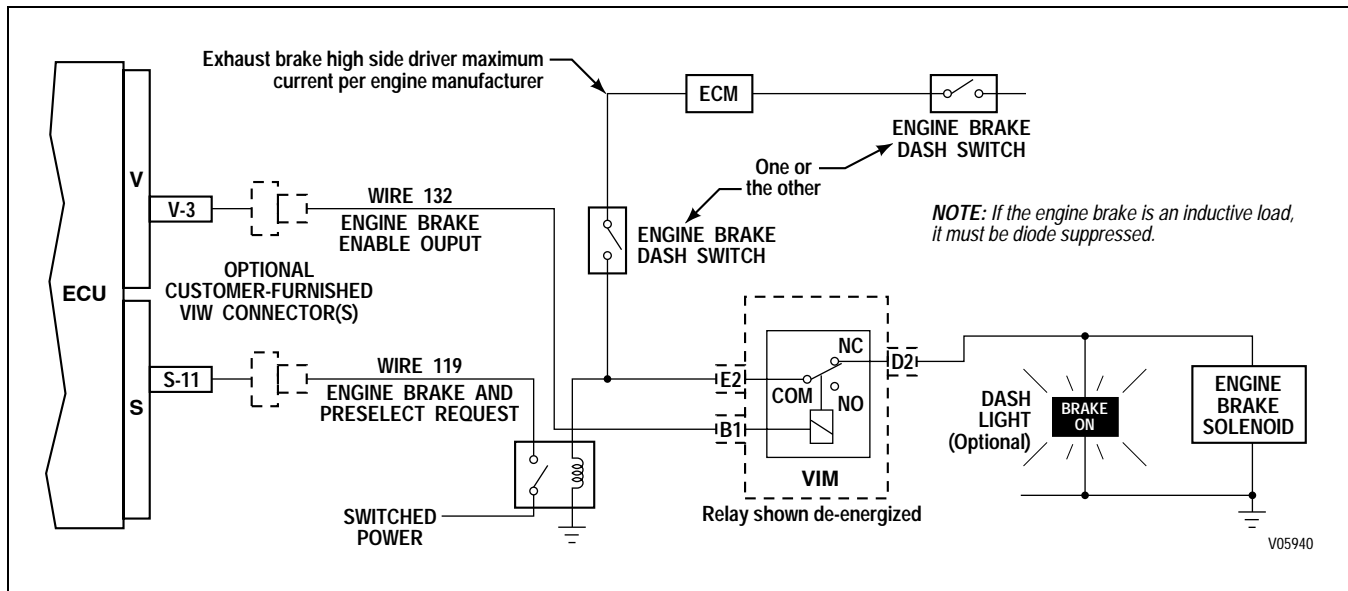 Exhaust brake high side driver maximum
current per engine manufacturer
ECM
ENGINE BRAKE
DASH SWITCH
One or
the other
V
V-3
WIRE 132
ENGINE BRAKE
ENABLE OUPUT
ENGINE BRAKE
DASH SWITCH
NOTE: If the engine brake is an inductive load,
it must be diode suppressed.
ECU
OPTIONAL
CUSTOMER-FURNISHED
VIW CONNECTOR(S)
S
S-11
WIRE 119
ENGINE BRAKE AND
PRESELECT REQUEST
E2
B1
NC
COM
NO
D2
VIM
Relay shown de-energized
DASH
LIGHT
(Optional)
BRAKE
ON
ENGINE
BRAKE
SOLENOID
SWITCHED
POWER
V05940